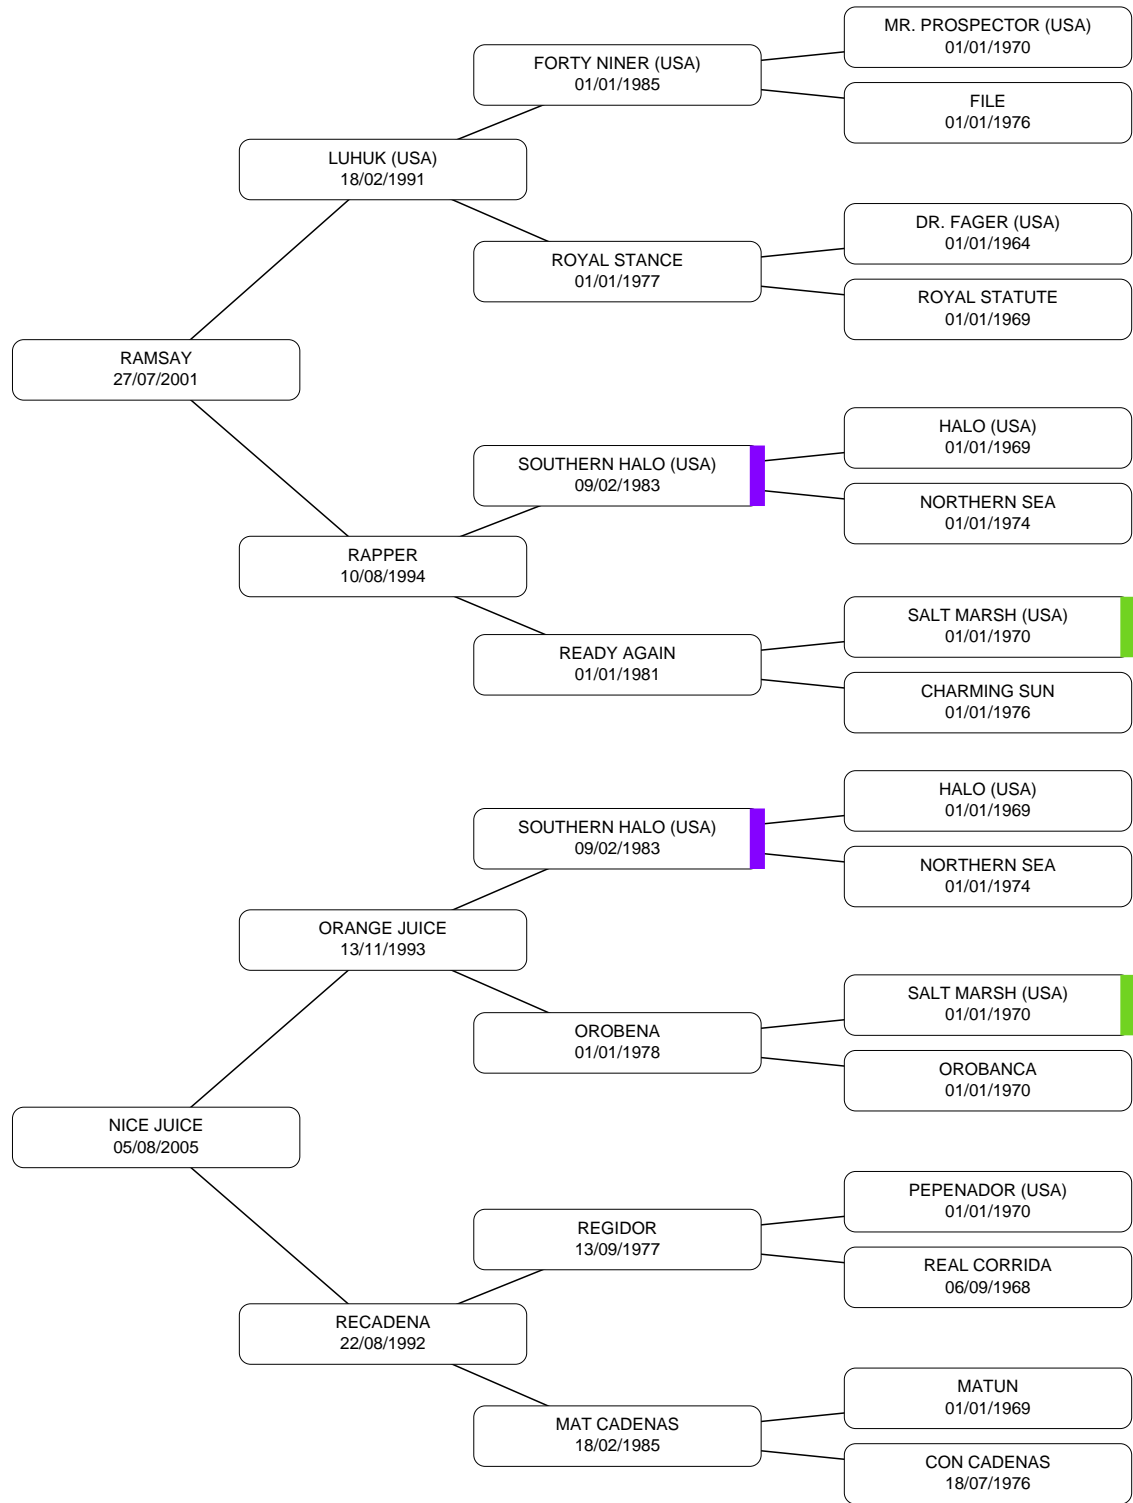 MR. PROSPECTOR (USA)
01/01/1970
FORTY NINER (USA)
01/01/1985
FILE
01/01/1976
LUHUK (USA)
18/02/1991
DR. FAGER (USA)
01/01/1964
ROYAL STANCE
01/01/1977
ROYAL STATUTE
01/01/1969
RAMSAY
27/07/2001
HALO (USA)
01/01/1969
SOUTHERN HALO (USA)
09/02/1983
NORTHERN SEA
01/01/1974
RAPPER
10/08/1994
SALT MARSH (USA)
01/01/1970
READY AGAIN
01/01/1981
CHARMING SUN
01/01/1976
HALO (USA)
01/01/1969
SOUTHERN HALO (USA)
09/02/1983
NORTHERN SEA
01/01/1974
ORANGE JUICE
13/11/1993
SALT MARSH (USA)
01/01/1970
OROBENA
01/01/1978
OROBANCA
01/01/1970
NICE JUICE
05/08/2005
PEPENADOR (USA)
01/01/1970
REGIDOR
13/09/1977
REAL CORRIDA
06/09/1968
RECADENA
22/08/1992
MATUN
01/01/1969
MAT CADENAS
18/02/1985
CON CADENAS
18/07/1976